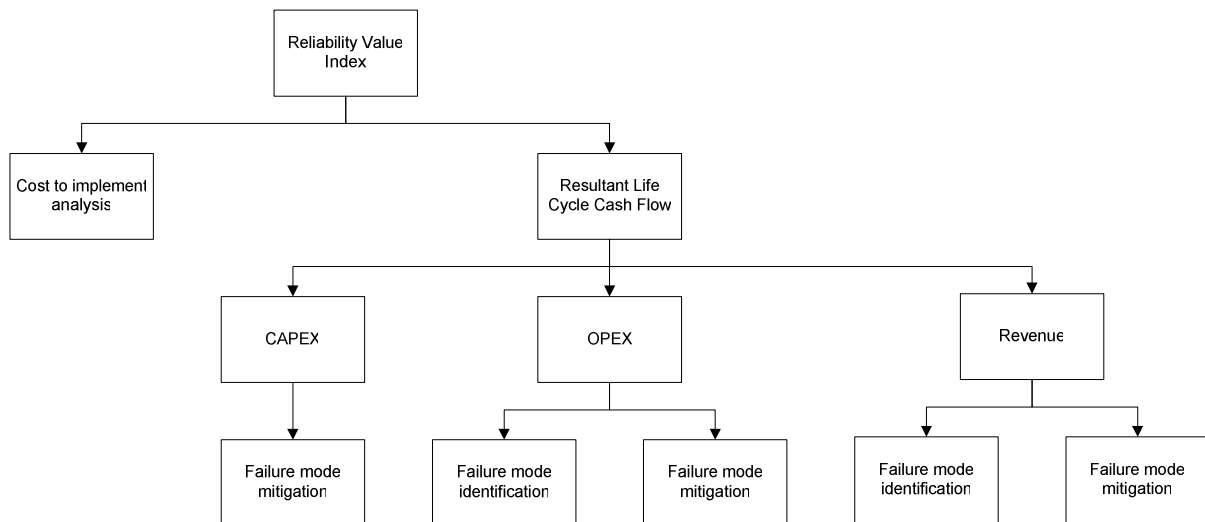 Reliability Value
Index
Cost to implement
analysis
Resultant Life
Cycle Cash Flow
CAPEX
OPEX
Revenue
Failure mode
mitigation
Failure mode
identification
Failure mode
mitigation
Failure mode
identification
Failure mode
mitigation